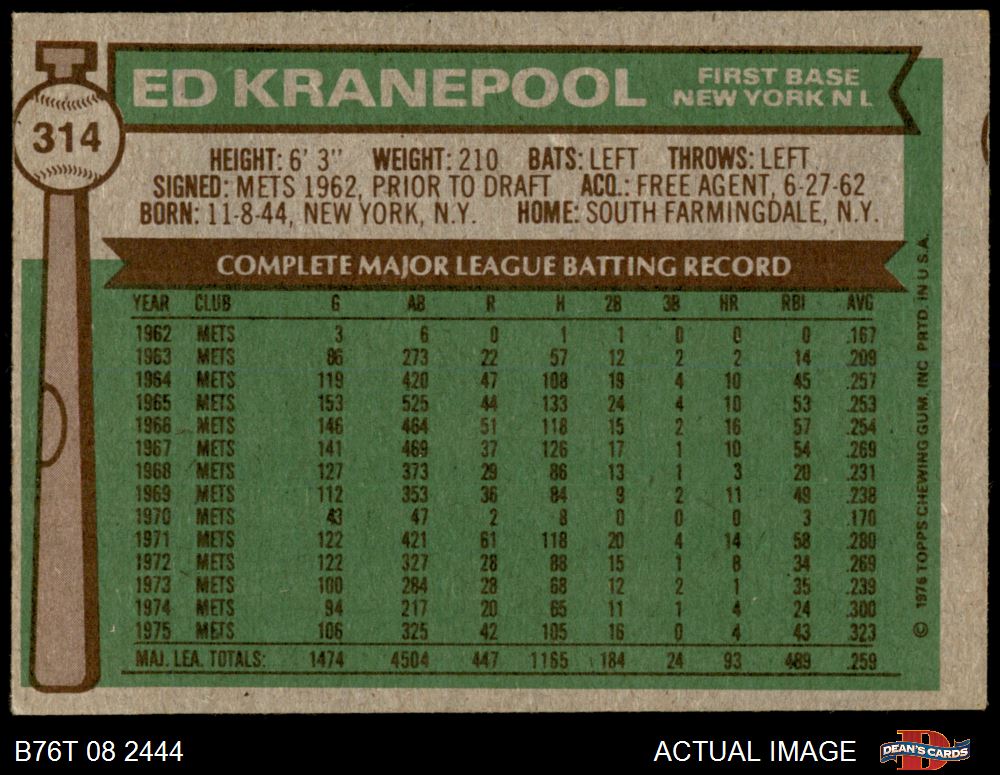 T
314
ED KRANEPOOL
FIRST BASE
NEW YORK N L
HEIGHT: 6' 3" WEIGHT: 210 BATS: LEFT THROWS: LEFT
SIGNED: METS 1962, PRIOR TO DRAFT ACQ.: FREE AGENT, 6-27-62
BORN: 11-8-44, NEW YORK, N.Y. HOME: SOUTH FARMINGDALE, N.Y.
COMPLETE MAJOR LEAGUE BATTING RECORD
YEAR CLUB G AB R H 2B 3B HR RBI AVG
1962 METS 3 6 0 1 1 0 0 0 .167
1963 METS 86 273 22 57 12 2 2 14 .209
1964 METS 119 420 47 108 19 4 10 45 .257
1965 METS 153 525 44 133 24 4 10 53 .253
1966 METS 146 464 51 118 15 2 16 57 .254
1967 METS 141 469 37 126 17 1 10 54 .269
1968 METS 127 373 29 86 13 1 3 20 .231
1969 METS 112 353 36 84 9 2 11 49 .238
1970 METS 43 47 2 8 0 0 0 3 .170
1971 METS 122 421 61 118 20 4 14 58 .280
1972 METS 122 327 28 88 15 1 8 34 .269
1973 METS 100 284 28 68 12 2 1 35 .239
1974 METS 94 217 20 65 11 1 4 24 .300
1975 METS 106 325 42 105 16 0 4 43 .323
MAJ. LEA. TOTALS: 1474 4504 447 1165 184 24 93 489 .259
© 1976 TOPPS CHEWING GUM, INC PRTD. IN U.S.A.
B76T 08 2444
ACTUAL IMAGE
DEAN'S CARDS